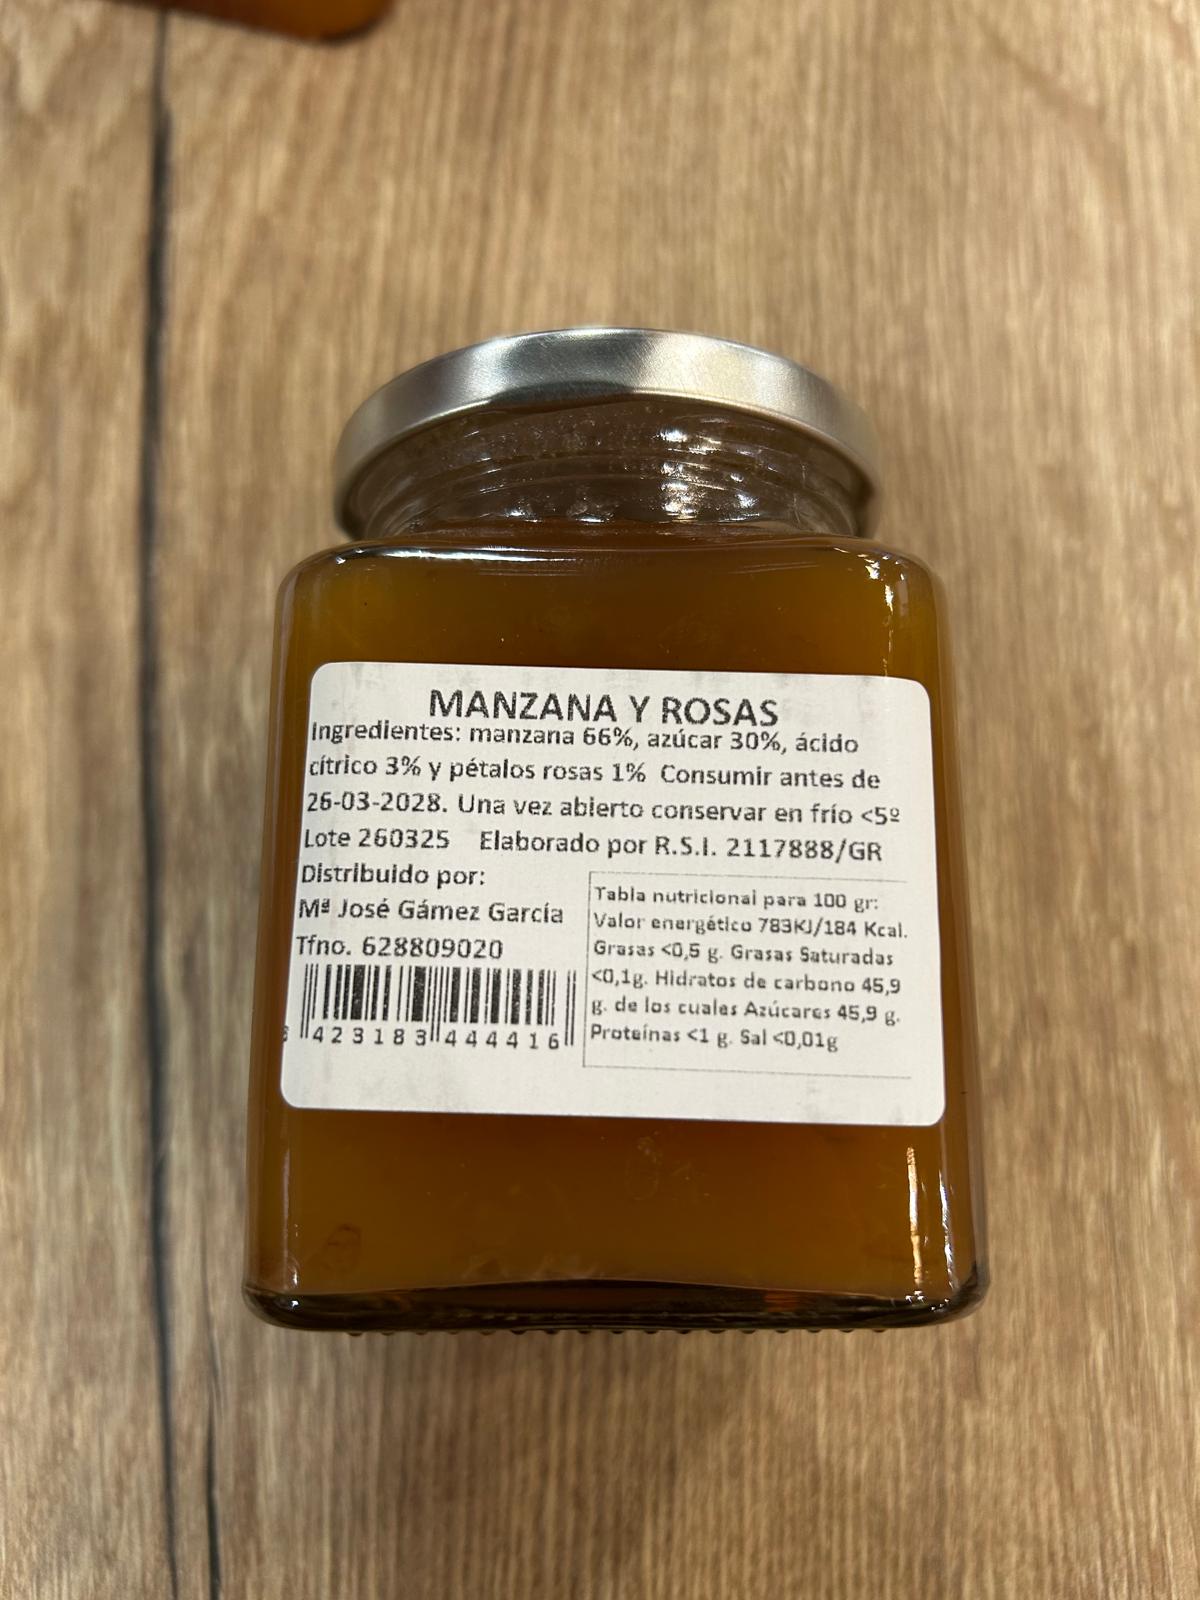 MANZANA Y ROSAS
Ingredientes: manzana 66%, azúcar 30%, ácido
cítrico 3% y pétalos rosas 1% Consumir antes de
26-03-2028. Una vez abierto conservar en frío <5º
Lote 260325 Elaborado por R.S.I. 2117888/GR
Distribuido por:
Mª José Gámez García
Tfno. 628809020
8 423183 444416
Tabla nutricional para 100 gr:
Valor energético 783KJ/184 Kcal.
Grasas <0,5 g. Grasas Saturadas
<0,1g. Hidratos de carbono 45,9
g. de los cuales Azúcares 45,9 g.
Proteínas <1 g. Sal <0,01g